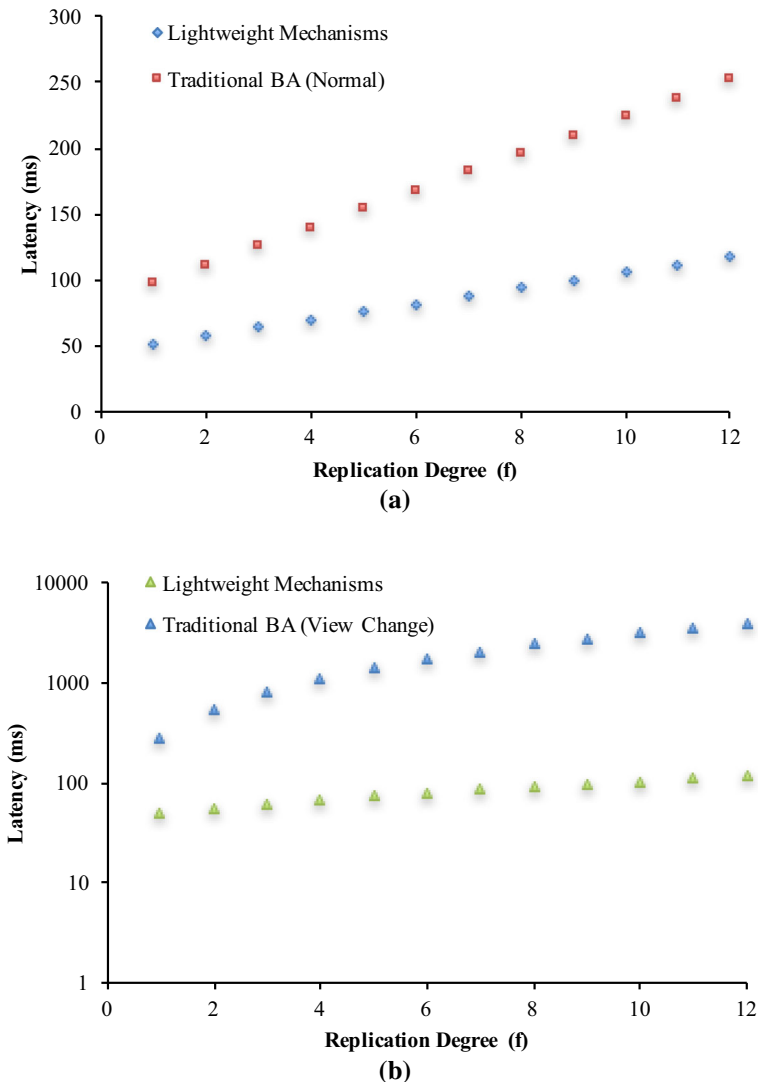 300
250
200
150
100
50
0
Latency (ms)
Lightweight Mechanisms
Traditional BA (Normal)
0 2 4 6 8 10 12
Replication Degree (f)
(a)
10000
1000
100
10
1
Latency (ms)
Lightweight Mechanisms
Traditional BA (View Change)
0 2 4 6 8 10 12
Replication Degree (f)
(b)